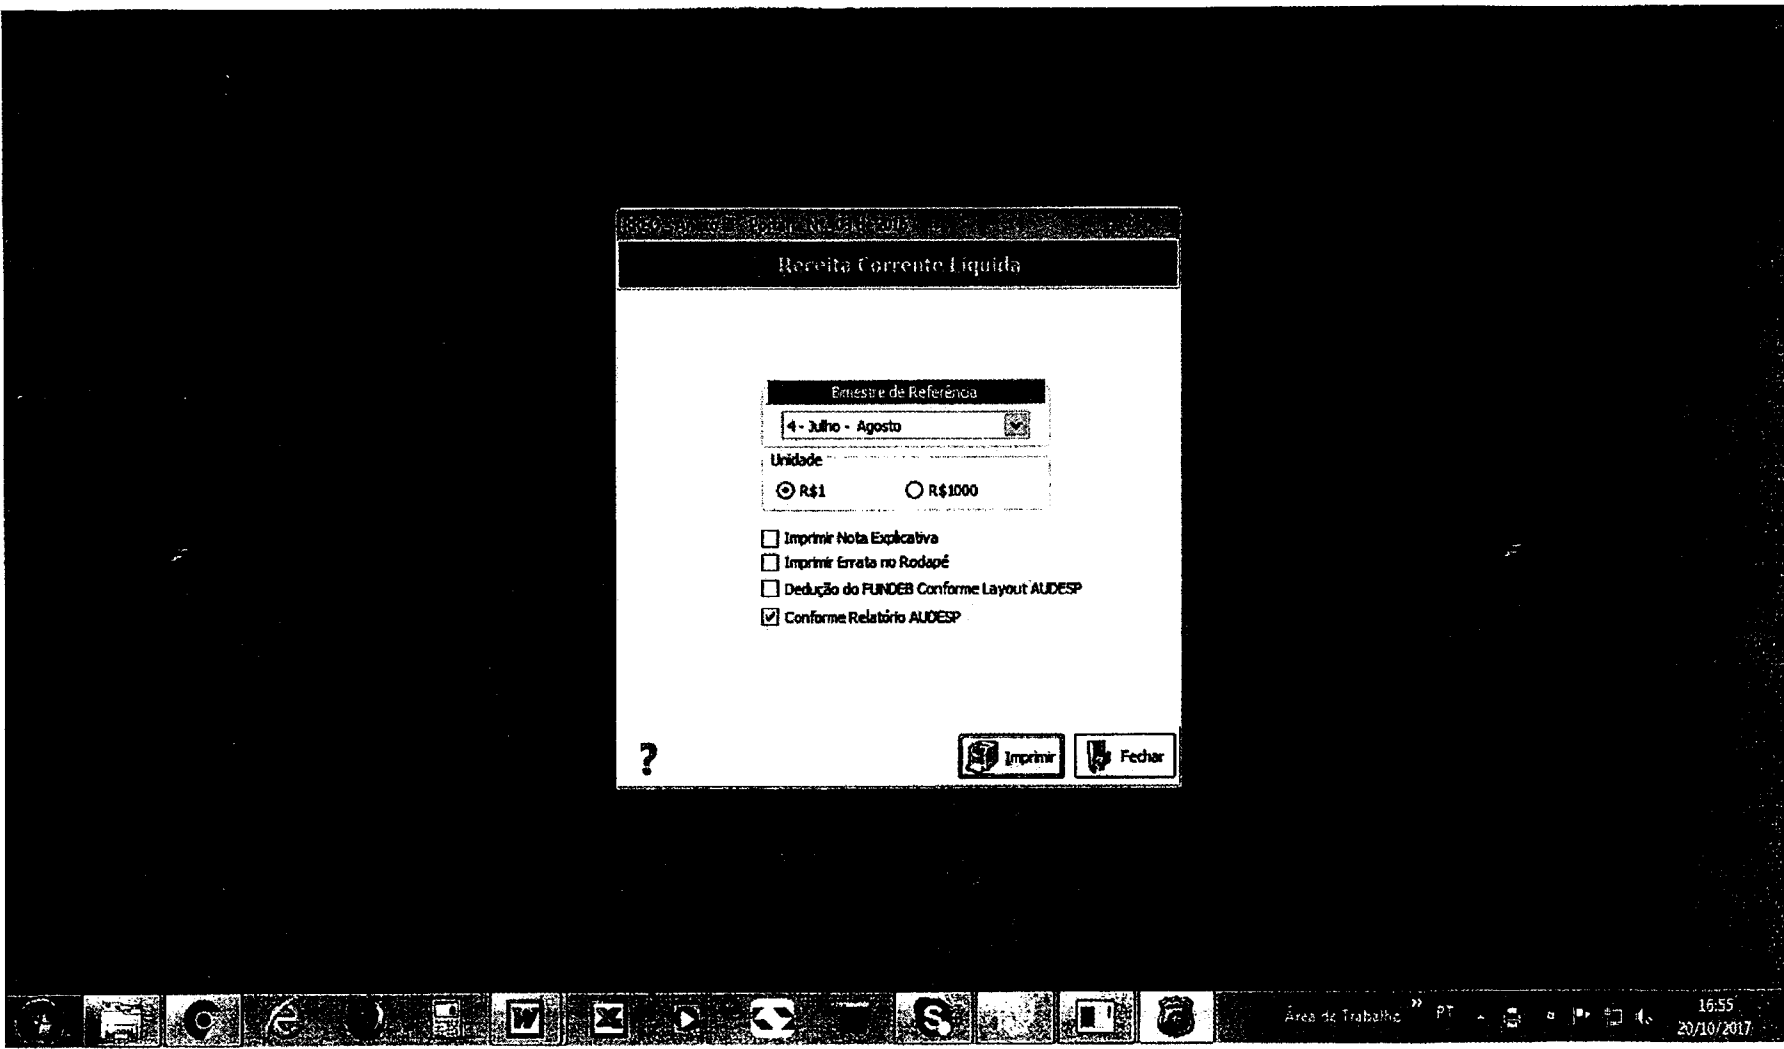 Receita Corrente Líquida
Bimestre de Referência
4 - Julho - Agosto
Unidade
R$1 R$1000
Imprimir Nota Explicativa
Imprimir Errata no Rodapé
Dedução do FUNDEB Conforme Layout AUDESP
Conforme Relatório AUDESP
? Imprimir Fechar
Área de Trabalho » PT 16:55
20/10/2017